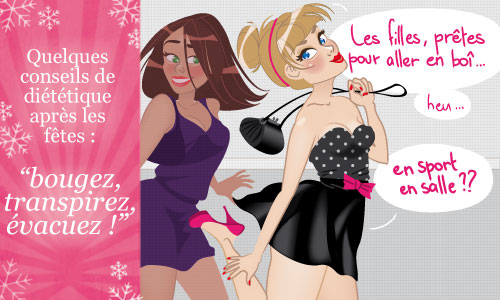 Quelques
conseils de
diététique
après les
fêtes :
“bougez,
transpirez,
évacuez !”
Les filles, prêtes
pour aller en boî...
heu...
en sport
en salle ??